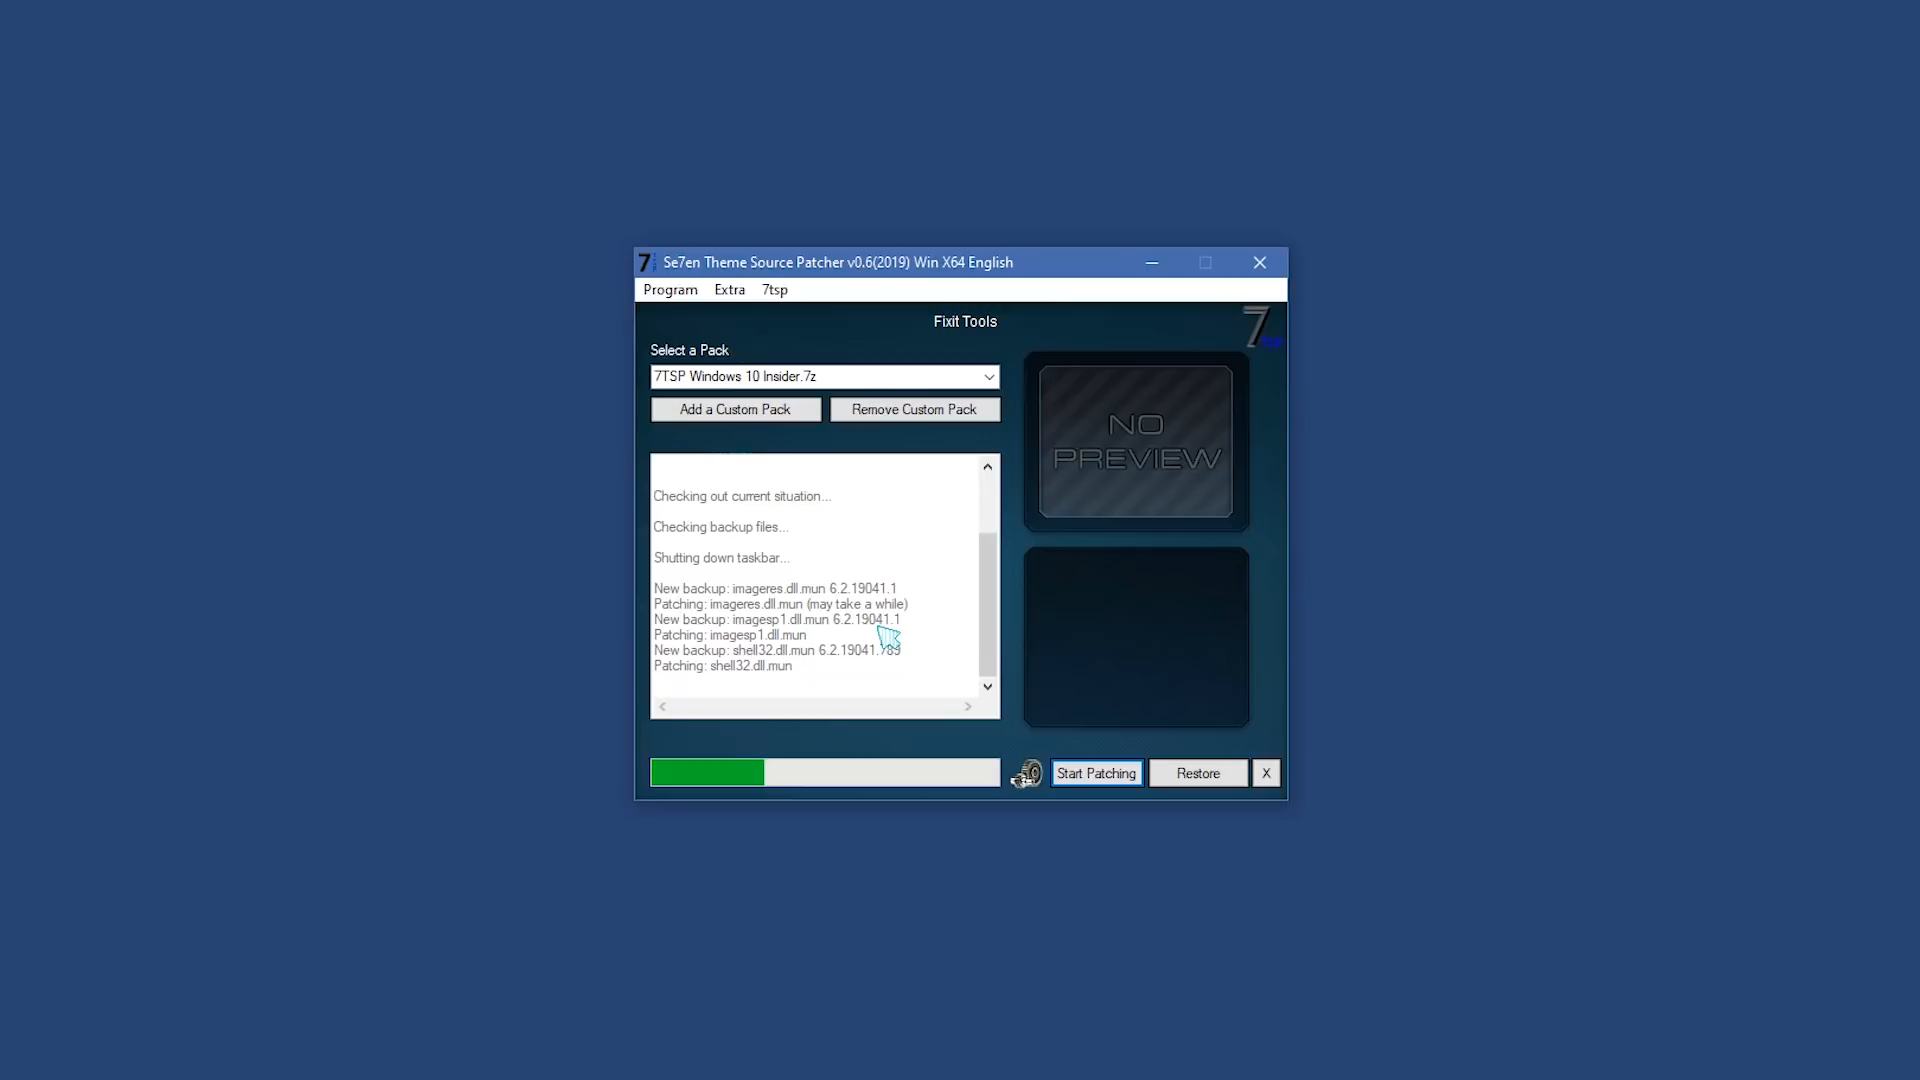 7 Se7en Theme Source Patcher v0.6(2019) Win X64 English
Program Extra 7tsp
Fixit Tools
7
Select a Pack
7TSP Windows 10 Insider.7z
Add a Custom Pack
Remove Custom Pack
NO
PREVIEW
Checking out current situation...
Checking backup files...
Shutting down taskbar...
New backup: imageres.dll.mun 6.2.19041.1
Patching: imageres.dll.mun (may take a while)
New backup: imagesp1.dll.mun 6.2.19041.1
Patching: imagesp1.dll.mun
New backup: shell32.dll.mun
Patching: shell32.dll.mun
Start Patching
Restore
X